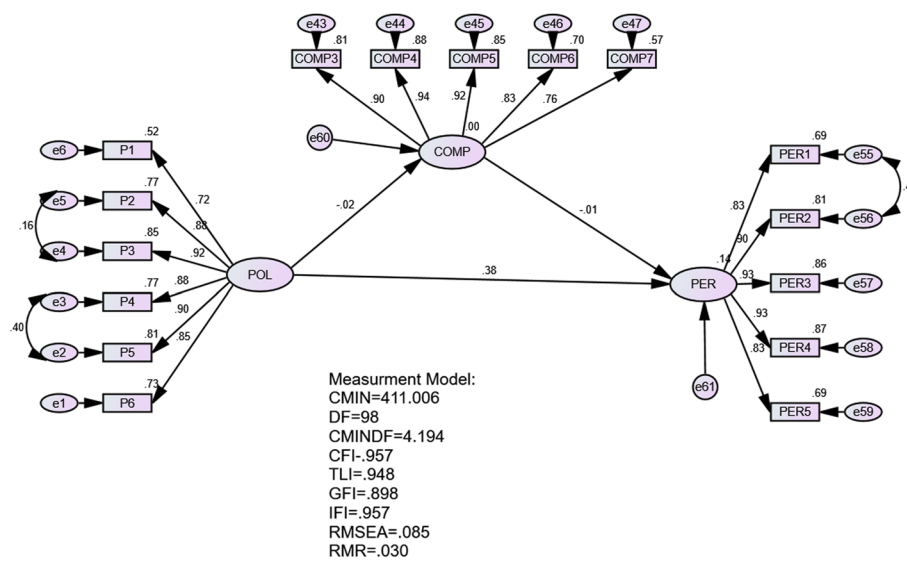 e43 e44 e45 e46 e47
.81 .88 .85 .70 .57
COMP3 COMP4 COMP5 COMP6 COMP7
.90 .94 .92 .83 .76
.00
e60
COMP
.52
e6 P1
.77
e5 P2
.16
.85
e4 P3
.77
e3 P4
.40
.81
e2 P5
.73
e1 P6
.72
.88
.92
.88
.90
.85
POL
-.02
-.01
.38
.14
PER
e61
.83
.90
.93
.93
.83
.69
PER1 e55
.81
PER2 e56
.86
PER3 e57
.87
PER4 e58
.69
PER5 e59
Measurment Model:
CMIN=411.006
DF=98
CMINDF=4.194
CFI-.957
TLI=.948
GFI=.898
IFI=.957
RMSEA=.085
RMR=.030